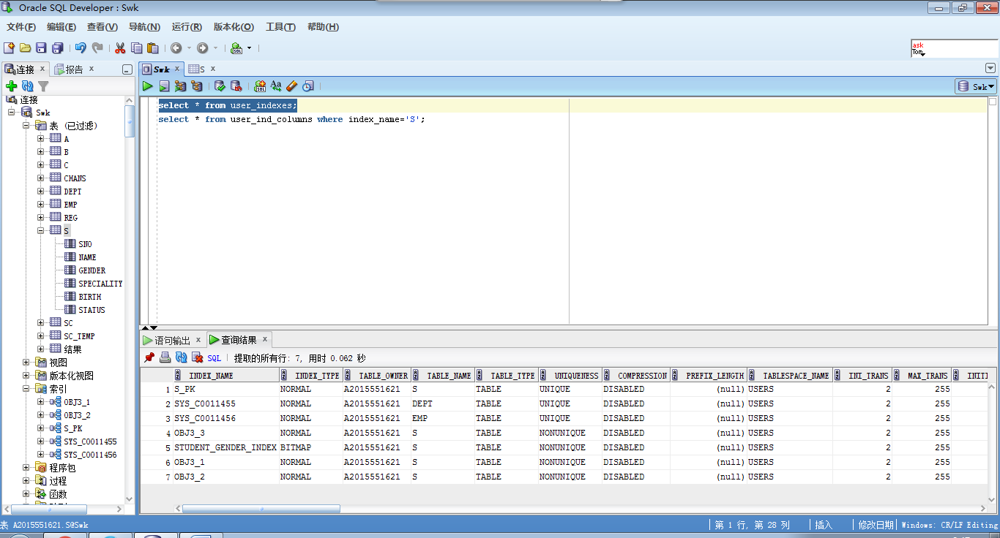 Oracle SQL Developer : Swk
文件(F) 编辑(E) 查看(V) 导航(N) 运行(R) 版本化(O) 工具(T) 帮助(H)
SQL
ask
Tom
连接 x 报告 x
Swk x S x
Swk
select * from user_indexes;
select * from user_ind_columns where index_name='S';
连接
Swk
表 (已过滤)
A
B
C
CHANS
DEPT
EMP
REG
S
SNO
NAME
GENDER
SPECIALITY
BIRTH
STATUS
SC
SC_TEMP
结果
视图
版本化视图
索引
OBJ3_1
OBJ3_2
S_PK
SYS_C0011455
SYS_C0011456
程序包
过程
函数
语句输出 x 查询结果 x
SQL | 提取的所有行: 7, 用时 0.062 秒
INDEX_NAME INDEX_TYPE TABLE_OWNER TABLE_NAME TABLE_TYPE UNIQUENESS COMPRESSION PREFIX_LENGTH TABLESPACE_NAME INI_TRANS MAX_TRANS INITI
1 S_PK NORMAL A2015551621 S TABLE UNIQUE DISABLED (null) USERS 2 255
2 SYS_C0011455 NORMAL A2015551621 DEPT TABLE UNIQUE DISABLED (null) USERS 2 255
3 SYS_C0011456 NORMAL A2015551621 EMP TABLE UNIQUE DISABLED (null) USERS 2 255
4 OBJ3_3 NORMAL A2015551621 S TABLE NONUNIQUE DISABLED (null) USERS 2 255
5 STUDENT_GENDER_INDEX BITMAP A2015551621 S TABLE NONUNIQUE DISABLED (null) USERS 2 255
6 OBJ3_1 NORMAL A2015551621 S TABLE NONUNIQUE DISABLED (null) USERS 2 255
7 OBJ3_2 NORMAL A2015551621 S TABLE NONUNIQUE DISABLED (null) USERS 2 255
表 A2015551621.S@Swk
第 1 行, 第 28 列 | 插入 | 修改日期 | Windows: CR/LF Editing